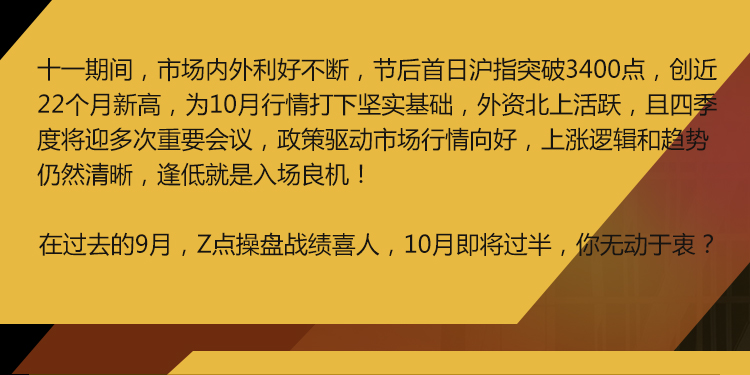 十一期间，市场内外利好不断，节后首日沪指突破3400点，创近
22个月新高，为10月行情打下坚实基础，外资北上活跃，且四季
度将迎多次重要会议，政策驱动市场行情向好，上涨逻辑和趋势
仍然清晰，逢低就是入场良机！
在过去的9月，Z点操盘战绩喜人，10月即将过半，你无动于衷？